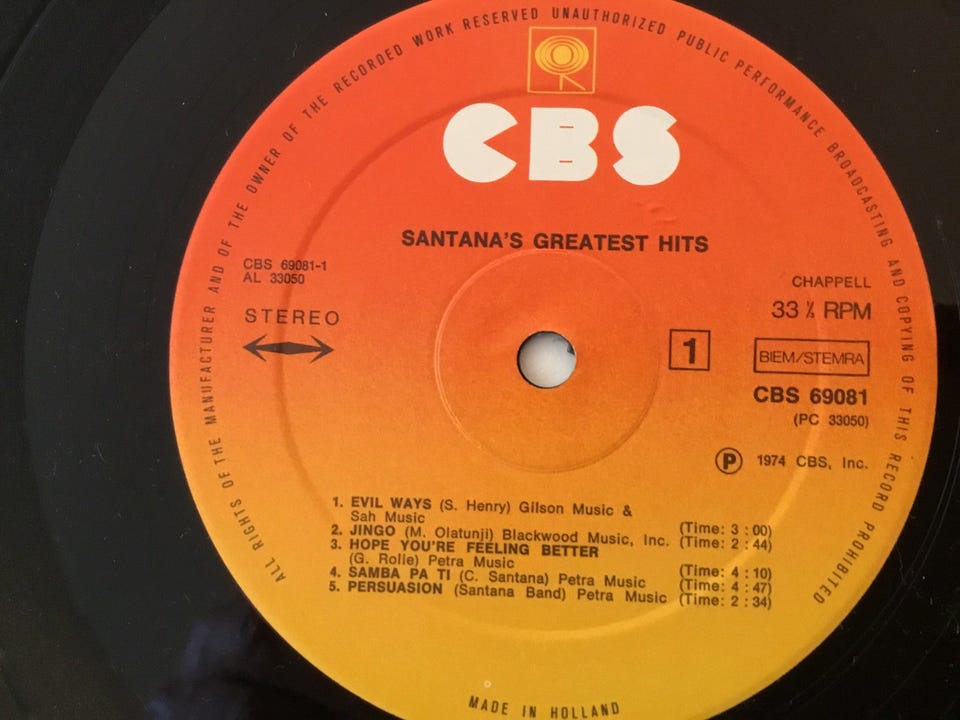 ALL RIGHTS OF THE MANUFACTURER AND OF THE OWNER OF THE RECORDED WORK RESERVED UNAUTHORIZED PUBLIC PERFORMANCE BROADCASTING AND COPYING OF THIS RECORD PROHIBITED
CBS
SANTANA'S GREATEST HITS
CBS 69081-1
AL 33050
STEREO
CHAPPELL
33 ⅓ RPM
1
BIEM/STEMRA
CBS 69081
(PC 33050)
Ⓟ 1974 CBS, Inc.
1. EVIL WAYS (S. Henry) Gilson Music &
Sah Music (Time: 3 : 00)
2. JINGO (M. Olatunji) Blackwood Music, Inc. (Time: 2 : 44)
3. HOPE YOU'RE FEELING BETTER
(G. Rolie) Petra Music (Time: 4 : 10)
4. SAMBA PA TI (C. Santana) Petra Music (Time: 4 : 47)
5. PERSUASION (Santana Band) Petra Music (Time: 2 : 34)
MADE IN HOLLAND